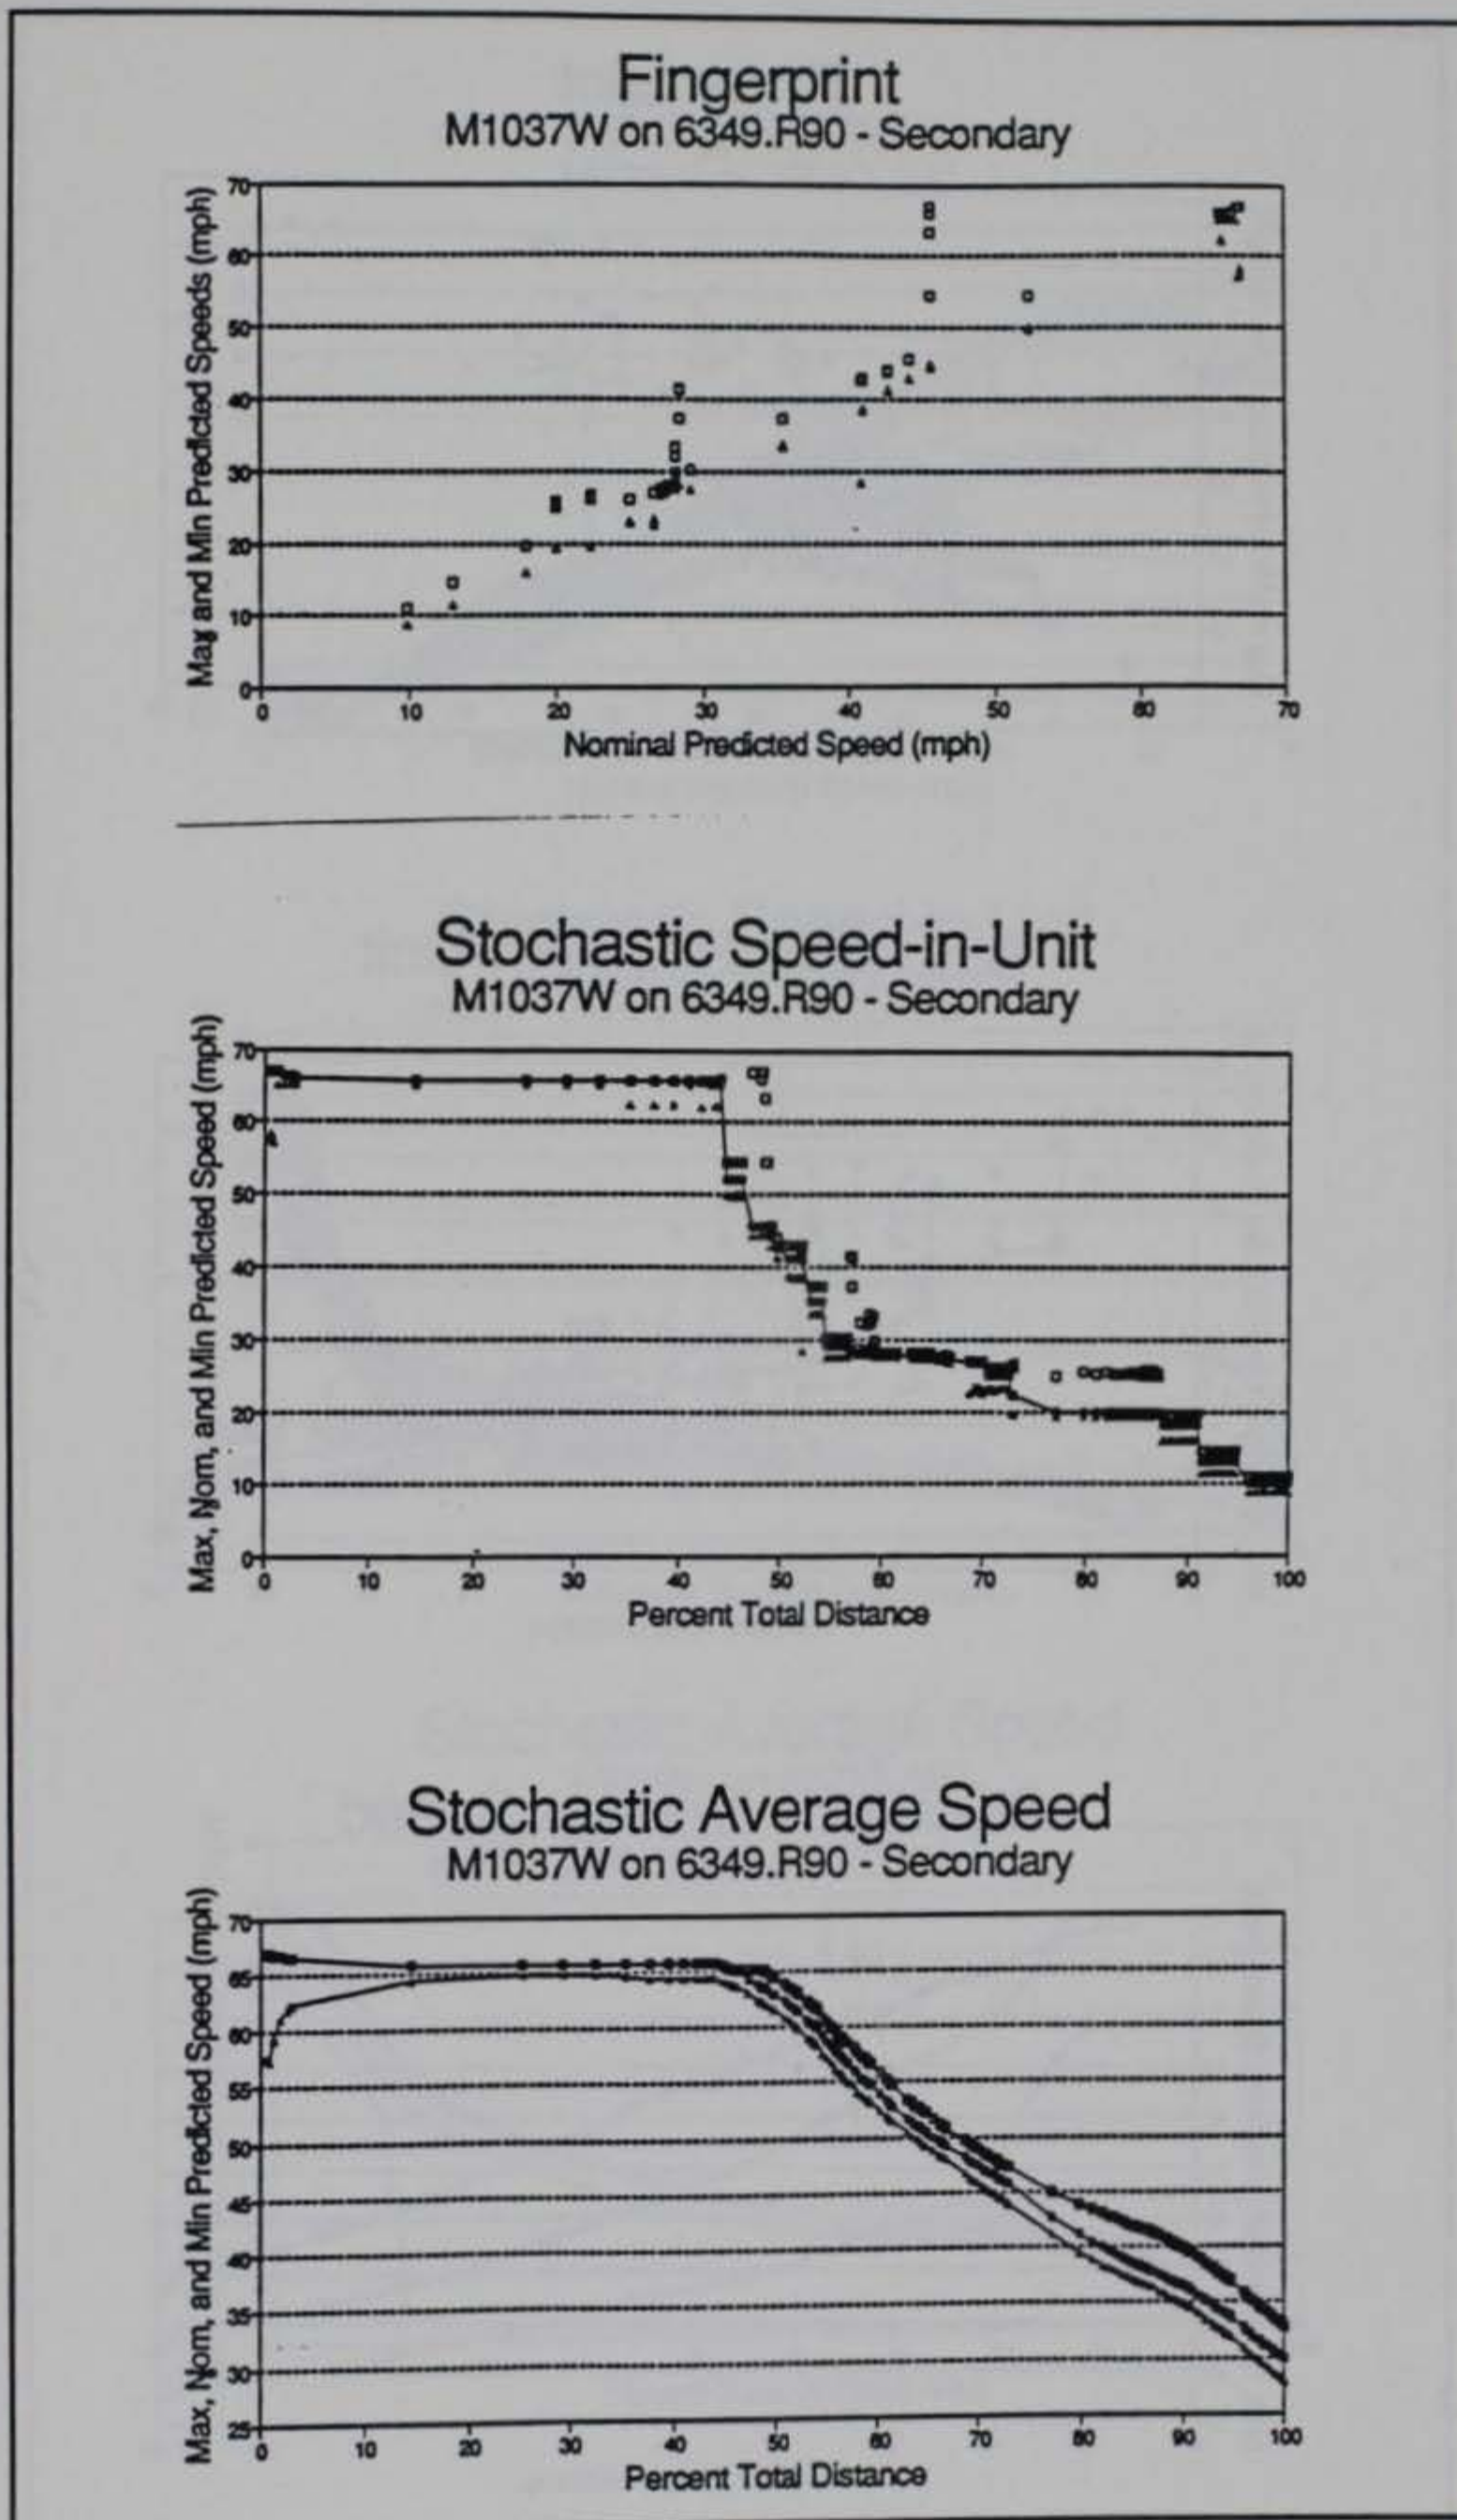 Fingerprint
M1037W on 6349.R90 - Secondary
Max and Min Predicted Speeds (mph)
70
60
50
40
30
20
10
0
0 10 20 30 40 50 60 70
Nominal Predicted Speed (mph)
Stochastic Speed-in-Unit
M1037W on 6349.R90 - Secondary
Max, Nom, and Min Predicted Speed (mph)
70
60
50
40
30
20
10
0
0 10 20 30 40 50 60 70 80 90 100
Percent Total Distance
Stochastic Average Speed
M1037W on 6349.R90 - Secondary
Max, Nom, and Min Predicted Speed (mph)
70
65
60
55
50
45
40
35
30
25
0 10 20 30 40 50 60 70 80 90 100
Percent Total Distance